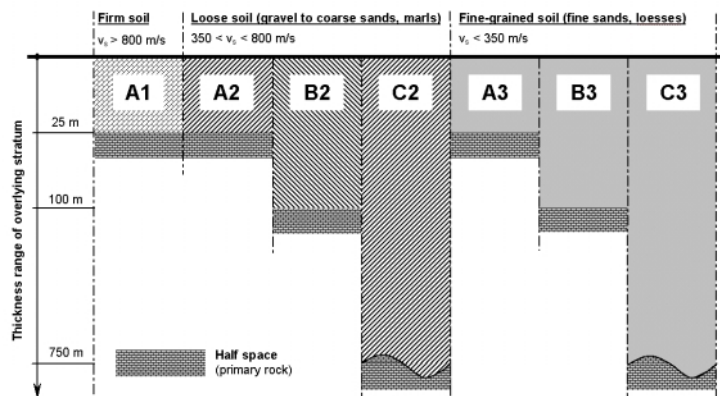 Firm soil
Loose soil (gravel to coarse sands, marls)
Fine-grained soil (fine sands, loesses)
vs > 800 m/s
350 < vs < 800 m/s
vs < 350 m/s
A1
A2
B2
C2
A3
B3
C3
25 m
100 m
750 m
Thickness range of overlying stratum
Half space
(primary rock)